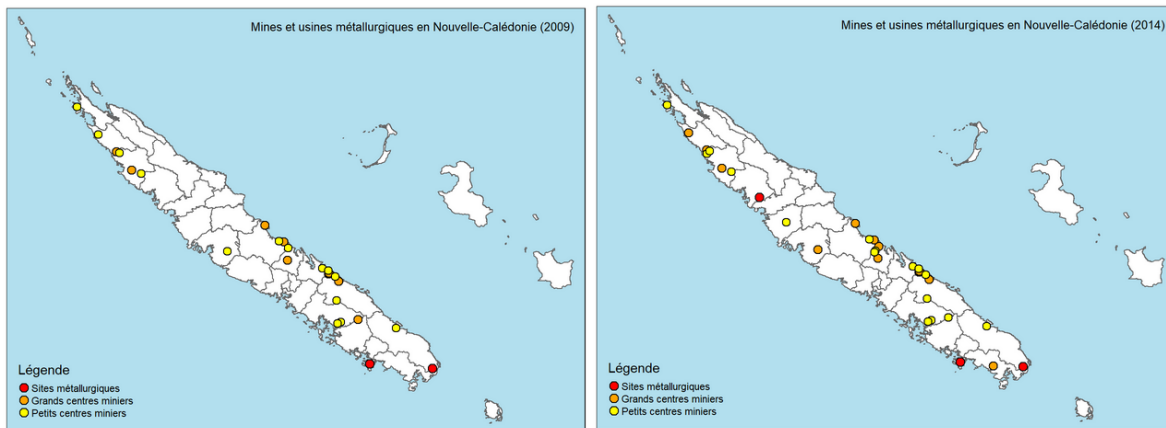 Mines et usines métallurgiques en Nouvelle-Calédonie (2009)
Légende
Sites métallurgiques
Grands centres miniers
Petits centres miniers
Mines et usines métallurgiques en Nouvelle-Calédonie (2014)
Légende
Sites métallurgiques
Grands centres miniers
Petits centres miniers